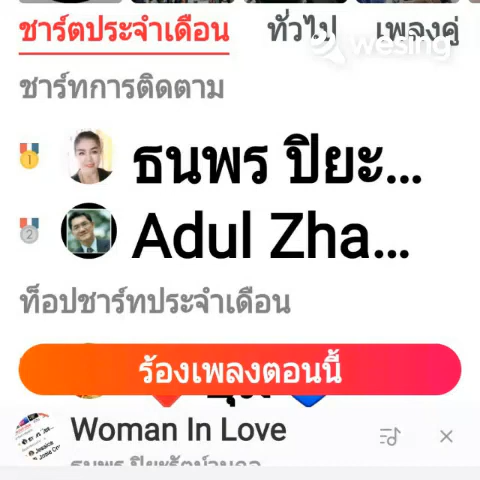 ชาร์ตประจำเดือน ทั่วไป เพลงคู่
wesing
ชาร์ทการติดตาม
1 ธนพร ปิยะ...
2 Adul Zha...
ท็อปชาร์ทประจำเดือน
ร้องเพลงตอนนี้
Woman In Love